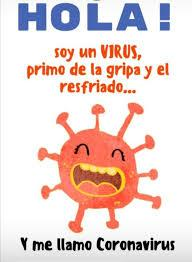 HOLA!
soy un VIRUS,
primo de la gripa y el
resfriado...
Y me llamo Coronavirus